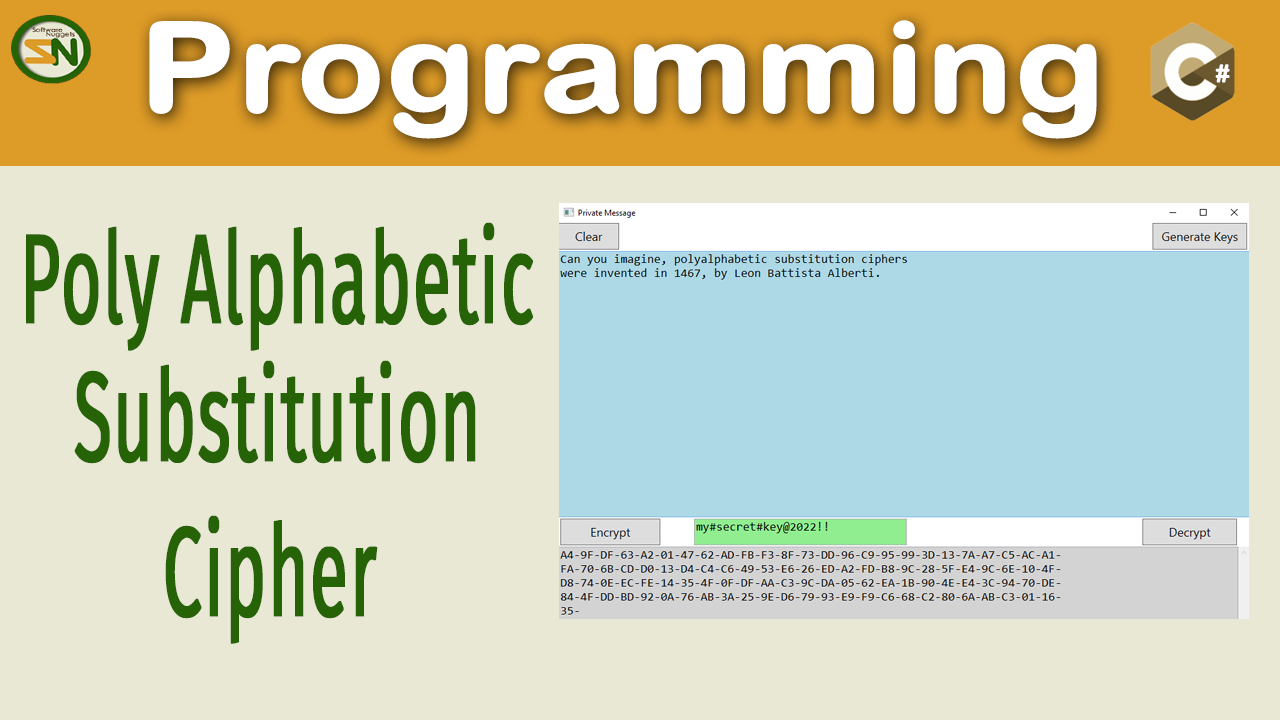 Software
Nuggets
SN
Programming
C#
Poly Alphabetic
Substitution
Cipher
Private Message
Clear
Generate Keys
Can you imagine, polyalphabetic substitution ciphers
were invented in 1467, by Leon Battista Alberti.
Encrypt
my#secret#key@2022!!
Decrypt
A4-9F-DF-63-A2-01-47-62-AD-FB-F3-8F-73-DD-96-C9-95-99-3D-13-7A-A7-C5-AC-A1-
FA-70-6B-CD-D0-13-D4-C4-C6-49-53-E6-26-ED-A2-FD-B8-9C-28-5F-E4-9C-6E-10-4F-
D8-74-0E-EC-FE-14-35-4F-0F-DF-AA-C3-9C-DA-05-62-EA-1B-90-4E-E4-3C-94-70-DE-
84-4F-DD-BD-92-0A-76-AB-3A-25-9E-D6-79-93-E9-F9-C6-68-C2-80-6A-AB-C3-01-16-
35-